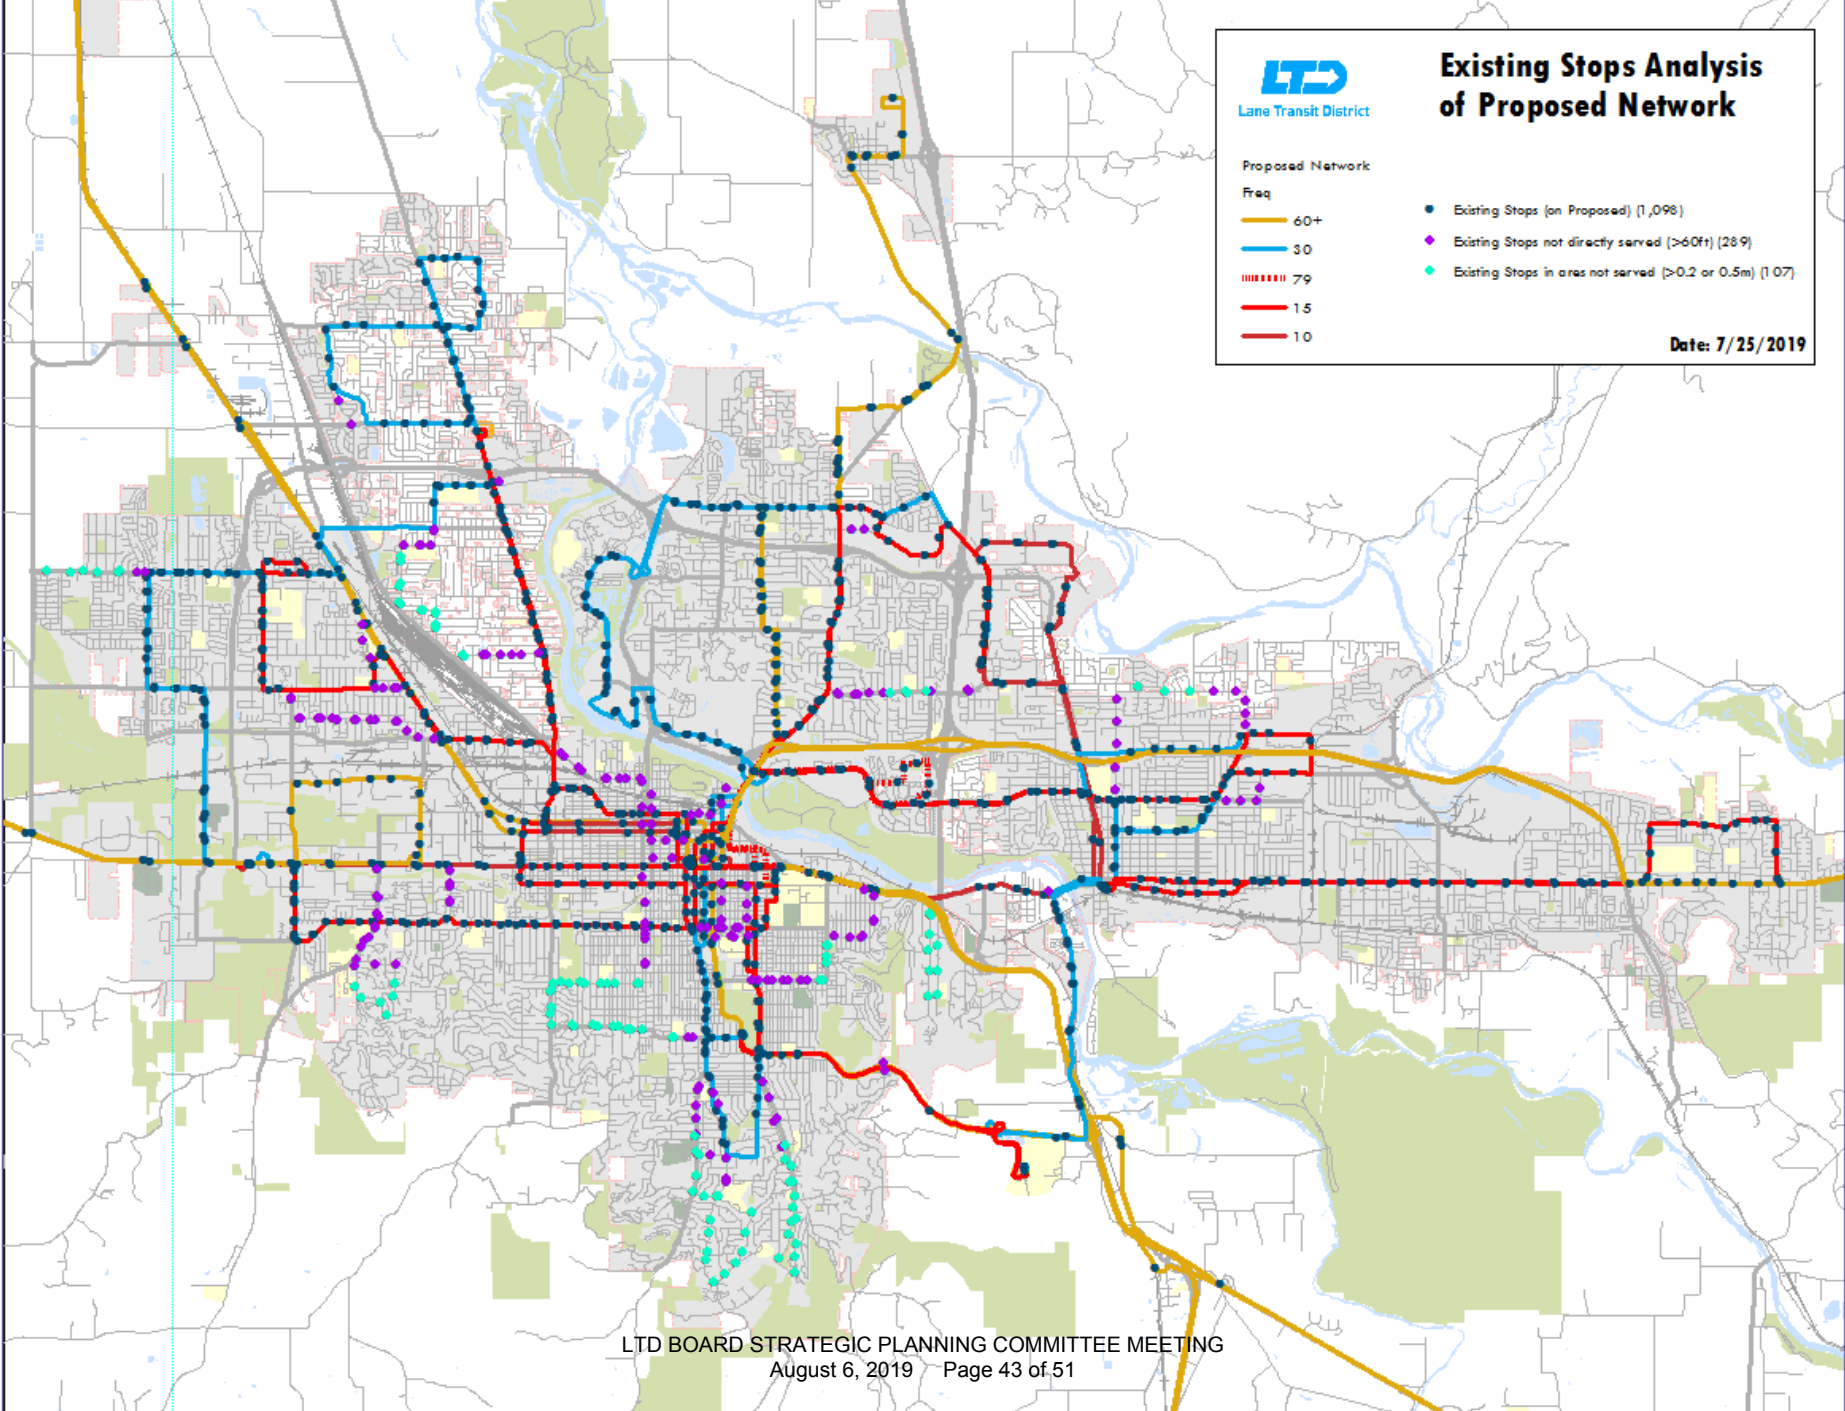 LTD
Lane Transit District
Existing Stops Analysis
of Proposed Network
Proposed Network
Freq
60+
30
79
15
10
Existing Stops (on Proposed) (1,098)
Existing Stops not directly served (>60ft) (289)
Existing Stops in ares not served (>0.2 or 0.5m) (107)
Date: 7/25/2019
LTD BOARD STRATEGIC PLANNING COMMITTEE MEETING
August 6, 2019 Page 43 of 51